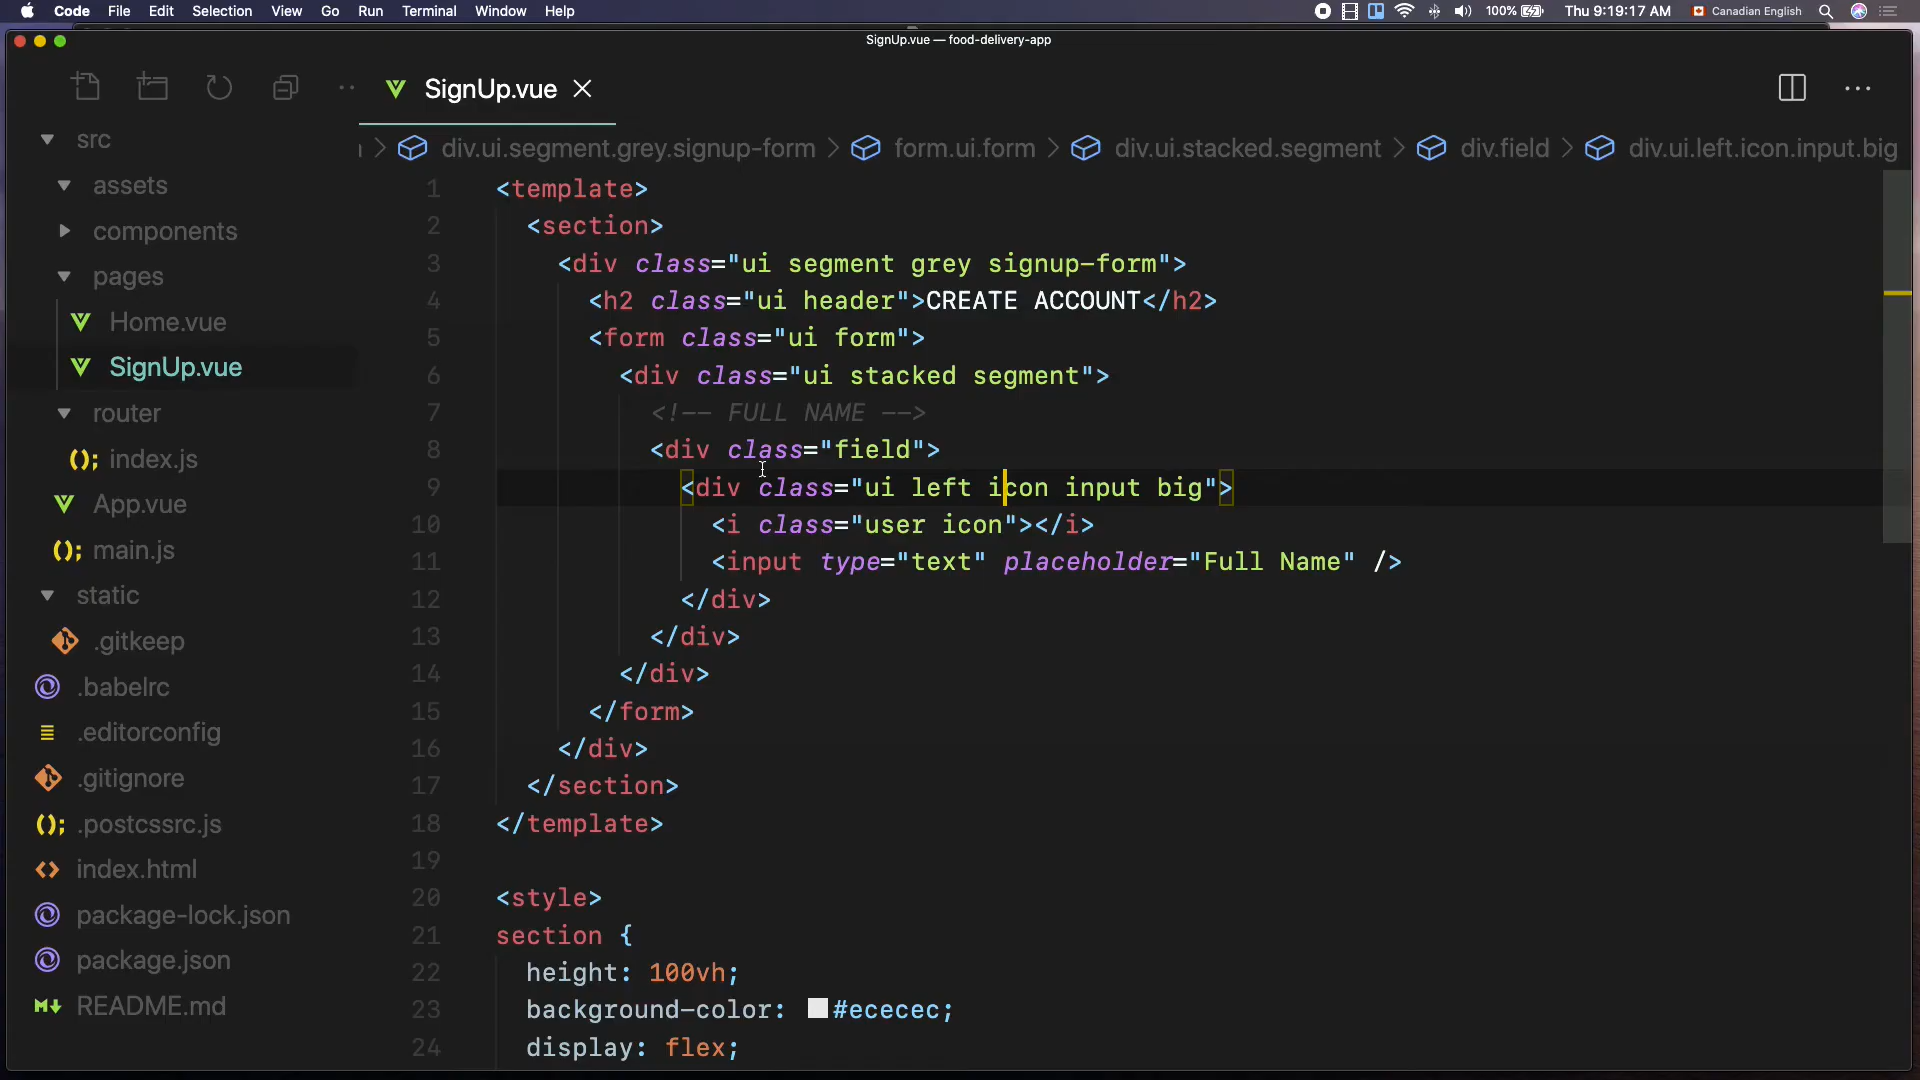 Code File Edit Selection View Go Run Terminal Window Help 100% Thu 9:19:17 AM Canadian English
SignUp.vue — food-delivery-app
SignUp.vue
div.ui.segment.grey.signup-form > form.ui.form > div.ui.stacked.segment > div.field > div.ui.left.icon.input.big
src
assets
components
pages
Home.vue
SignUp.vue
router
index.js
App.vue
main.js
static
.gitkeep
.babelrc
.editorconfig
.gitignore
.postcssrc.js
index.html
package-lock.json
package.json
README.md
1 <template>
2 <section>
3 <div class="ui segment grey signup-form">
4 <h2 class="ui header">CREATE ACCOUNT</h2>
5 <form class="ui form">
6 <div class="ui stacked segment">
7 <!-- FULL NAME -->
8 <div class="field">
9 <div class="ui left icon input big">
10 <i class="user icon"></i>
11 <input type="text" placeholder="Full Name" />
12 </div>
13 </div>
14 </div>
15 </form>
16 </div>
17 </section>
18 </template>
19
20 <style>
21 section {
22 height: 100vh;
23 background-color: #ececec;
24 display: flex;